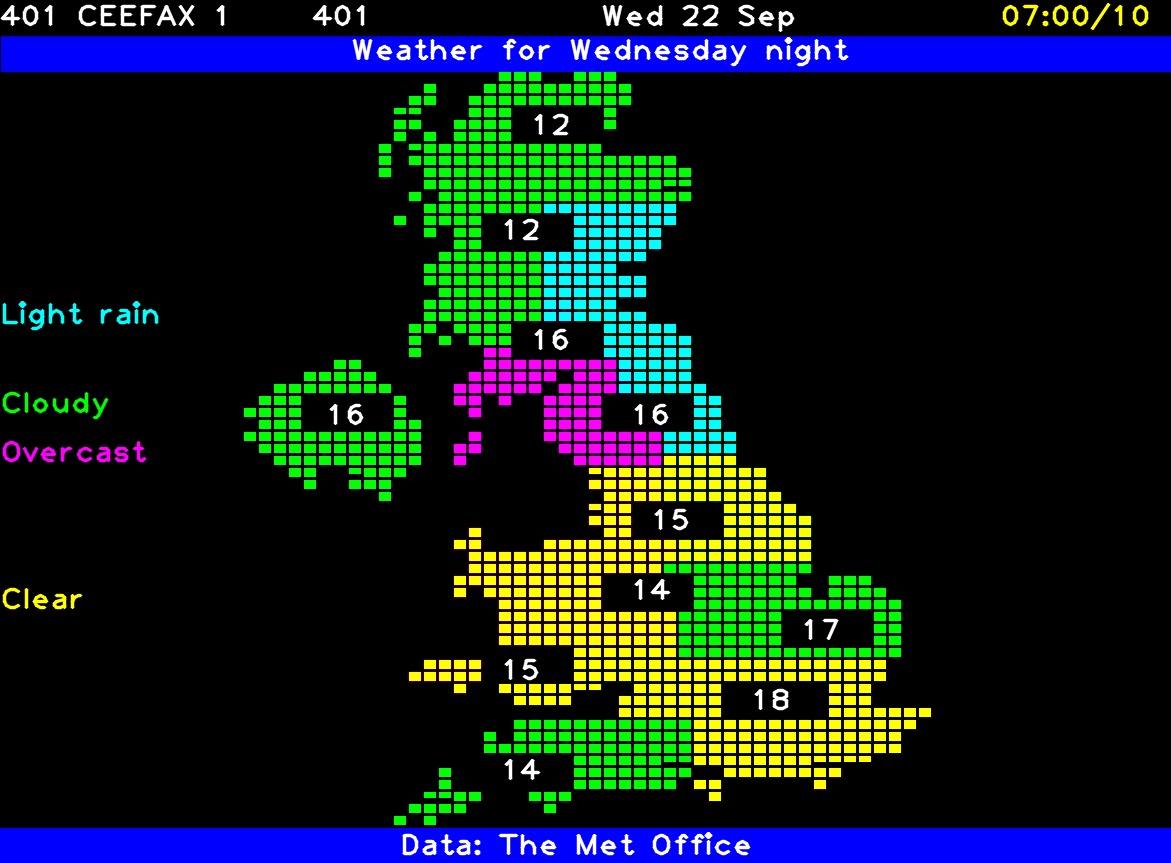 401 CEEFAX 1 401 Wed 22 Sep 07:00/10
Weather for Wednesday night
12
12
Light rain
16
Cloudy
16 16
Overcast
15
14
Clear
17
15
18
14
Data: The Met Office